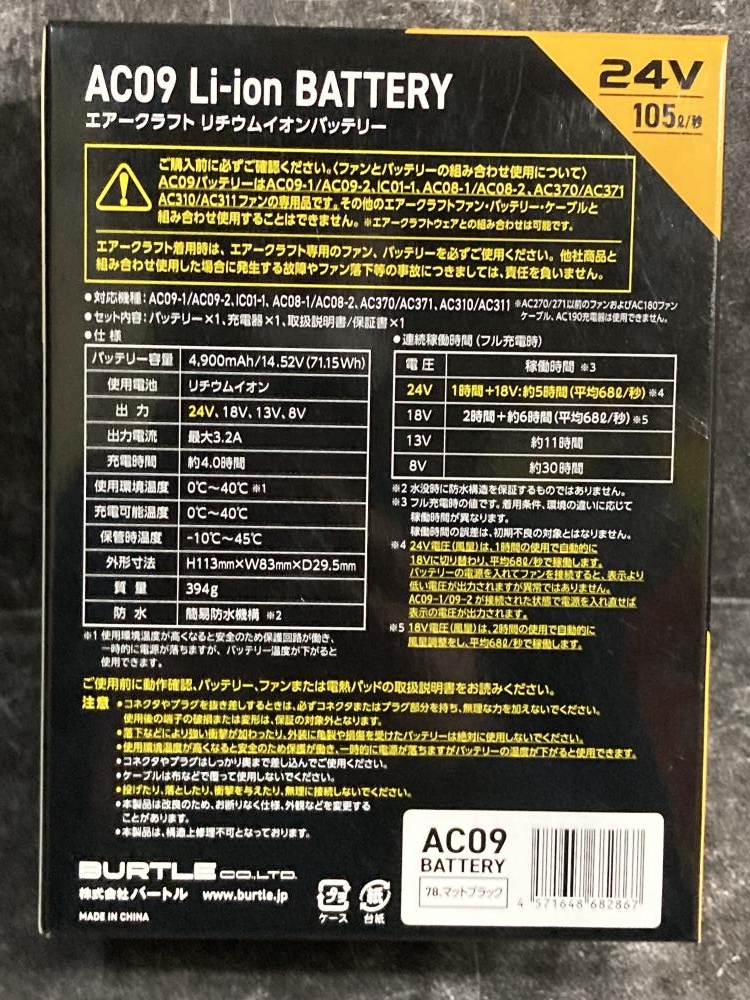 AC09 Li-ion BATTERY
エアークラフト リチウムイオンバッテリー
24V
105ℓ/秒
ご購入前に必ずご確認ください。〈ファンとバッテリーの組み合わせ使用について〉
AC09バッテリーはAC09-1/AC09-2、IC01-1、AC08-1/AC08-2、AC370/AC371
AC310/AC311ファンの専用品です。その他のエアークラフトファン・バッテリー・ケーブルと
組み合わせ使用することはできません。※エアークラフトウェアとの組み合わせは可能です。
エアークラフト着用時は、エアークラフト専用のファン、バッテリーを必ずご使用ください。他社商品と
組み合わせ使用した場合に発生する故障やファン落下等の事故につきましては、責任を負いません。
●対応機種：AC09-1/AC09-2、IC01-1、AC08-1/AC08-2、AC370/AC371、AC310/AC311 ※AC270/271以前のファンおよびAC180ファン
ケーブル、AC190充電器は使用できません。
●セット内容：バッテリー×1、充電器×1、取扱説明書/保証書×1
●仕 様
バッテリー容量 4,900mAh/14.52V(71.15Wh)
使用電池 リチウムイオン
出 力 24V、18V、13V、8V
出力電流 最大3.2A
充電時間 約4.0時間
使用環境温度 0℃～40℃ ※1
充電可能温度 0℃～40℃
保管時温度 -10℃～45℃
外形寸法 H113mm×W83mm×D29.5mm
質 量 394g
防 水 簡易防水機構 ※2
※1 使用環境温度が高くなると安全のため保護回路が働き、
一時的に電源が落ちますが、バッテリー温度が下がると
使用できます。
●連続稼働時間（フル充電時）
電 圧 稼働時間 ※3
24V 1時間＋18V：約5時間（平均68ℓ/秒）※4
18V 2時間＋約6時間（平均68ℓ/秒）※5
13V 約11時間
8V 約30時間
※2 水没時に防水構造を保証するものではありません。
※3 フル充電時の値です。着用条件、環境の違いに応じて
稼働時間が異なります。
稼働時間の誤差は、初期不良の対象とはなりません。
※4 24V電圧（風量）は、1時間の使用で自動的に
18Vに切り替わり、平均68ℓ/秒で稼働します。
バッテリーの電源を入れてファンを接続すると、表示より
低い電圧が出力されますが異常ではありません。
AC09-1/09-2 が接続された状態で電源を入れ直せば
表示の電圧が出力されます。
※5 18V電圧（風量）は、2時間の使用で自動的に
風量調整をし、平均68ℓ/秒で稼働します。
ご使用前に動作確認、バッテリー、ファンまたは電熱パッドの取扱説明書をお読みください。
注意 ●コネクタやプラグを抜き差しするときは、必ずコネクタまたはプラグ部分を持ち、無理な力を加えないでください。
使用後の端子の破損または変形は、保証の対象外となります。
●落下などにより強い衝撃が加わったり、外装に亀裂や損傷を受けたバッテリーは絶対に使用しないでください。
●使用環境温度が高くなると安全のため保護が働き、一時的に電源が落ちますがバッテリーの温度が下がると使用できます。
●コネクタやプラグはしっかり奥まで差し込んでご使用ください。
●ケーブルは布などで覆って使用しないでください。
●投げたり、落としたり、衝撃を与えたり、無理に接続しないでください。
●本製品は改良のため、お断りなく仕様、外観などを変更する
ことがあります。
●本製品は、構造上修理不可となっております。
BURTLE CO.,LTD.
株式会社バートル www.burtle.jp
MADE IN CHINA
プラ
ケース
紙
台紙
AC09
BATTERY
78.マットブラック
4 571648 682867